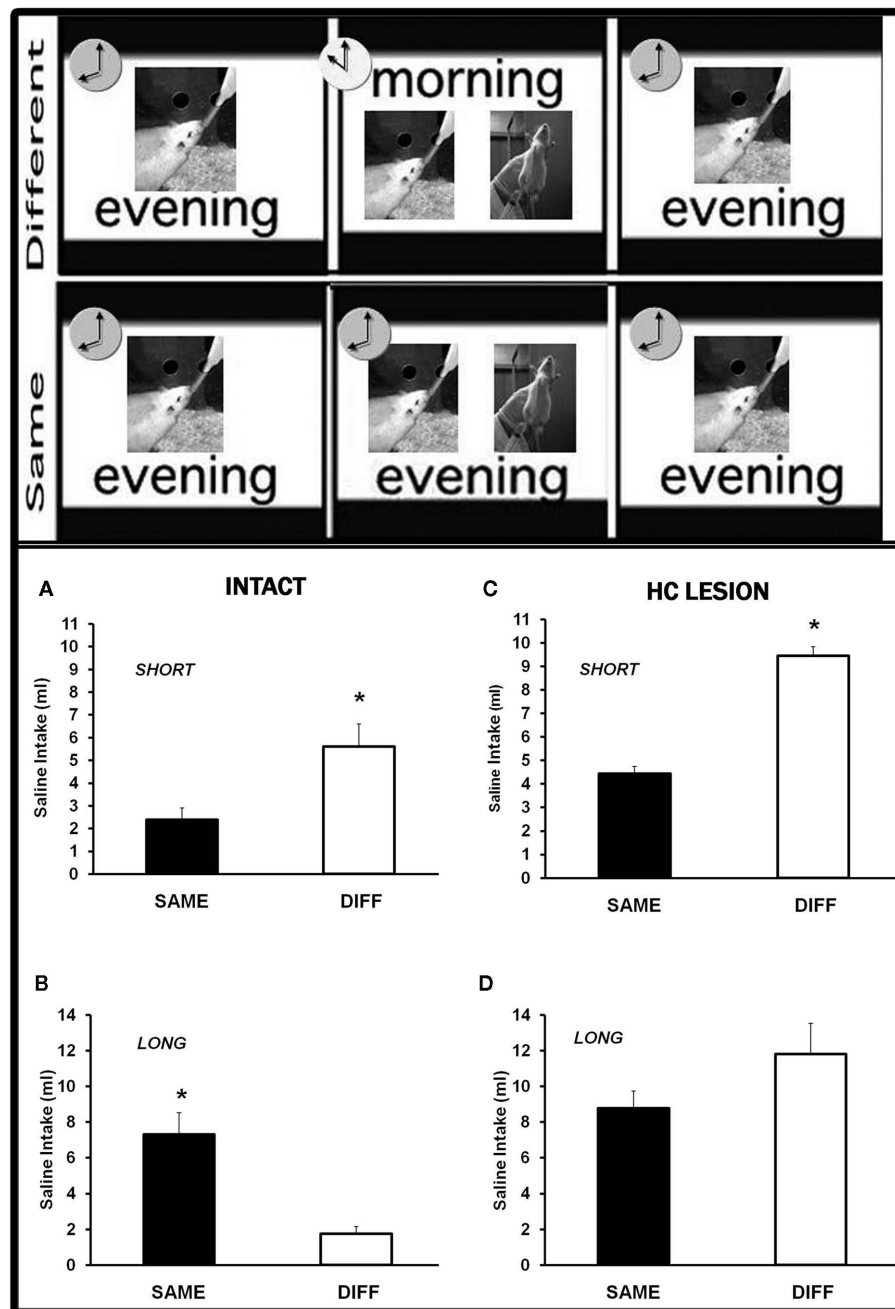 Different
evening
morning
evening
Same
evening
evening
evening
A
INTACT
Saline Intake (ml)
11
10
9
8
7
6
5
4
3
2
1
0
SHORT
*
SAME
DIFF
C
HC LESION
Saline Intake (ml)
11
10
9
8
7
6
5
4
3
2
1
0
SHORT
*
SAME
DIFF
B
Saline Intake (ml)
14
12
10
8
6
4
2
0
LONG
*
SAME
DIFF
D
Saline Intake (ml)
14
12
10
8
6
4
2
0
LONG
SAME
DIFF